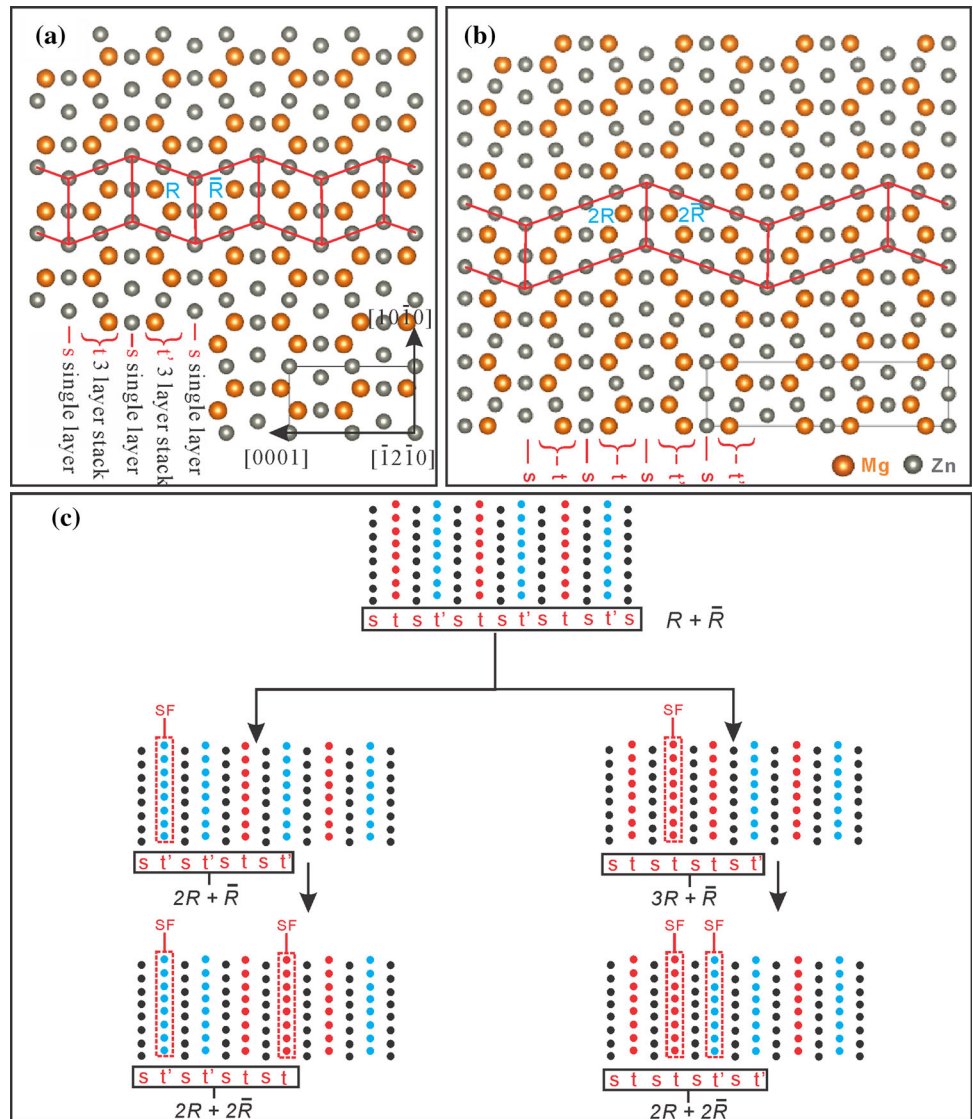 (a)
R R̄
s single layer
t 3 layer stack
s single layer
t' 3 layer stack
s single layer
[101̄0]
[0001]
[1̄21̄0]
(b)
2R 2R̄
s t s t s t' s t'
Mg Zn
(c)
s t s t' s t s t' s t s t' s
R + R̄
SF
s t' s t' s t s t'
2R + R̄
SF
s t s t s t s t'
3R + R̄
SF SF
s t' s t' s t s t
2R + 2R̄
SF SF
s t s t s t' s t'
2R + 2R̄